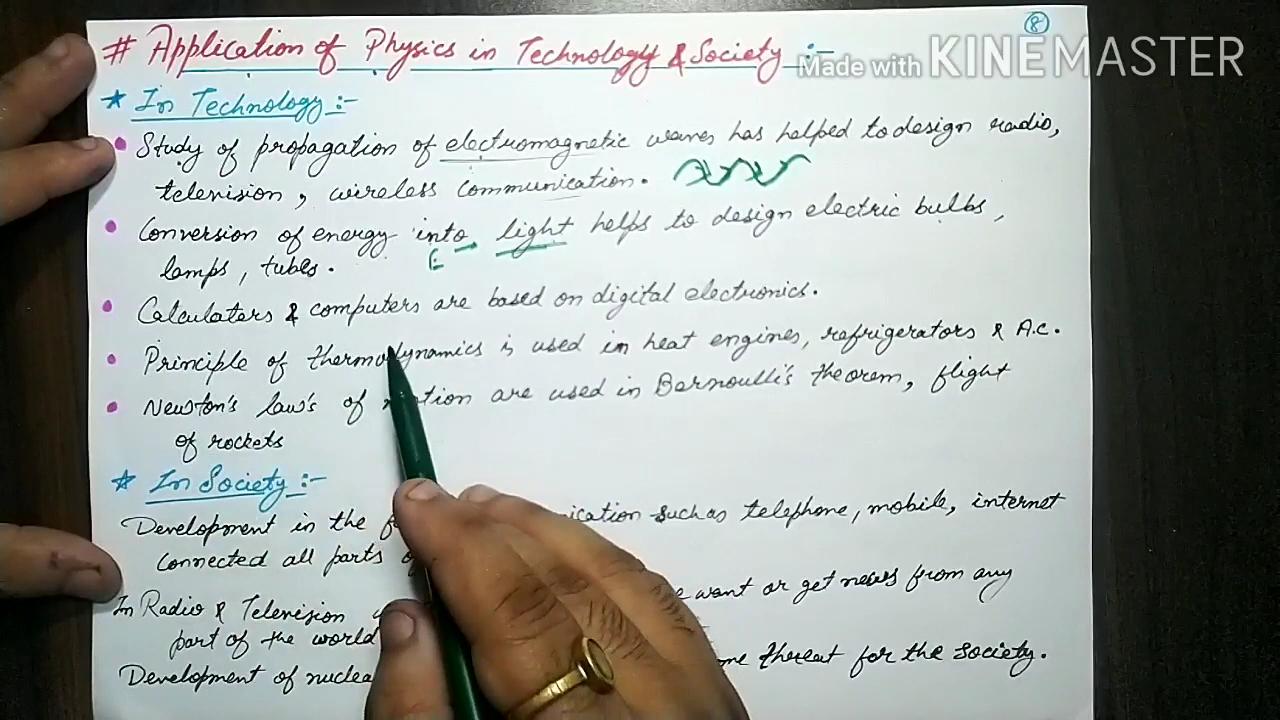 8
# Application of Physics in Technology & Society :-
Made with KINEMASTER
★ In Technology :-
• Study of propagation of electromagnetic waves has helped to design radio,
television, wireless communication.
• Conversion of energy into light helps to design electric bulbs,
E
lamps, tubes.
• Calculators & computers are based on digital electronics.
• Principle of thermodynamics is used in heat engines, refrigerators & A.C.
• Newton's law's of motion are used in Bernoulli's theorem, flight
of rockets
★ In Society :-
Development in the such as telephone, mobile, internet
connected all parts
In Radio & Television want or get news from any
part of the world
Development of threat for the society.